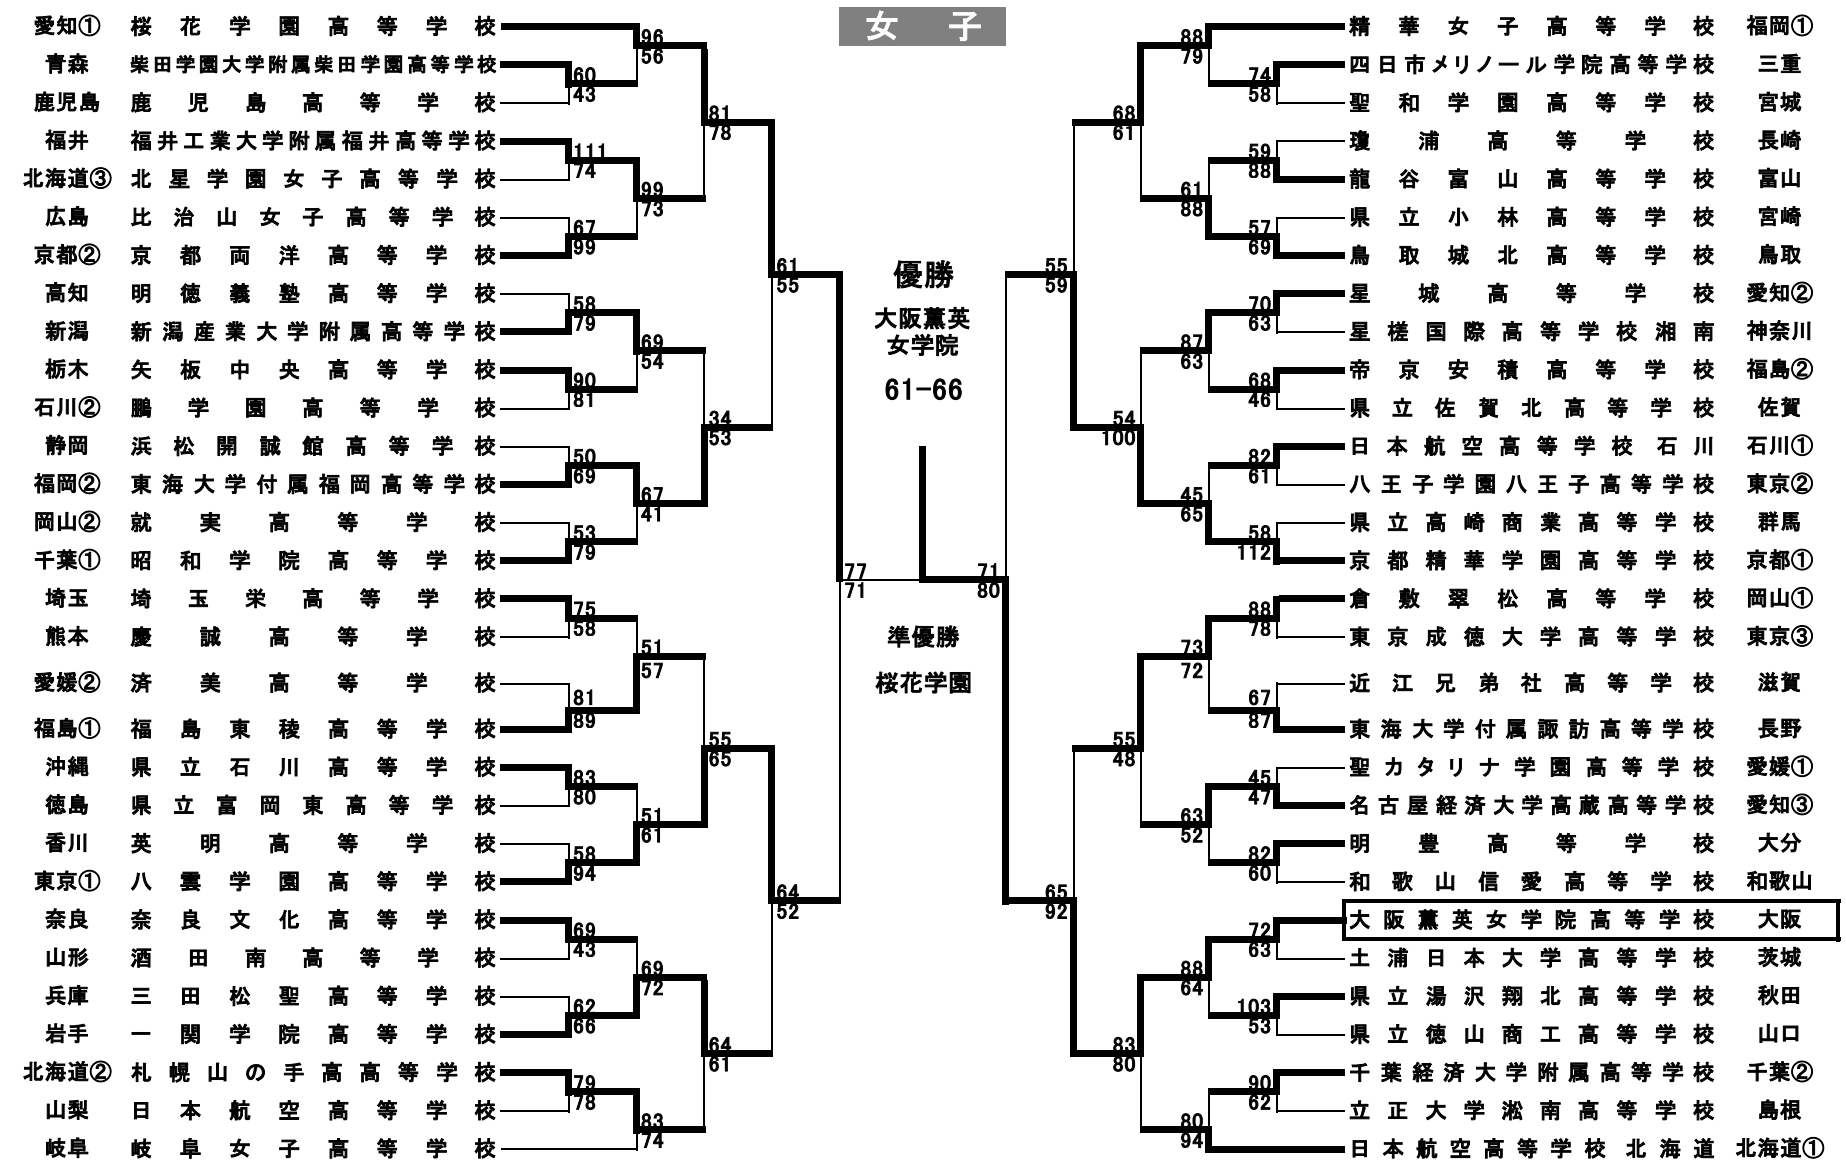 女子
愛知① 桜花学園高等学校
青森 柴田学園大学附属柴田学園高等学校
鹿児島 鹿児島高等学校
福井 福井工業大学附属福井高等学校
北海道③ 北星学園女子高等学校
広島 比治山女子高等学校
京都② 京都両洋高等学校
高知 明徳義塾高等学校
新潟 新潟産業大学附属高等学校
栃木 矢板中央高等学校
石川② 鵬学園高等学校
静岡 浜松開誠館高等学校
福岡② 東海大学付属福岡高等学校
岡山② 就実高等学校
千葉① 昭和学院高等学校
埼玉 埼玉栄高等学校
熊本 慶誠高等学校
愛媛② 済美高等学校
福島① 福島東稜高等学校
沖縄 県立石川高等学校
徳島 県立富岡東高等学校
香川 英明高等学校
東京① 八雲学園高等学校
奈良 奈良文化高等学校
山形 酒田南高等学校
兵庫 三田松聖高等学校
岩手 一関学院高等学校
北海道② 札幌山の手高高等学校
山梨 日本航空高等学校
岐阜 岐阜女子高等学校
60
43
111
74
67
99
58
79
90
81
50
69
53
79
75
58
81
89
83
80
58
94
69
43
62
66
79
78
96
56
99
73
69
54
67
41
51
57
51
61
69
72
83
74
81
78
34
53
55
65
64
61
61
55
64
52
77
71
優勝
大阪薫英
女学院
61-66
準優勝
桜花学園
71
80
55
59
65
92
68
61
54
100
55
48
83
80
88
79
61
88
87
63
45
65
73
72
63
52
88
64
80
94
74
58
59
88
57
69
70
63
68
46
82
61
58
112
88
78
67
87
45
47
82
60
72
63
103
53
90
62
精華女子高等学校 福岡①
四日市メリノール学院高等学校 三重
聖和学園高等学校 宮城
瓊浦高等学校 長崎
龍谷富山高等学校 富山
県立小林高等学校 宮崎
鳥取城北高等学校 鳥取
星城高等学校 愛知②
星槎国際高等学校湘南 神奈川
帝京安積高等学校 福島②
県立佐賀北高等学校 佐賀
日本航空高等学校石川 石川①
八王子学園八王子高等学校 東京②
県立高崎商業高等学校 群馬
京都精華学園高等学校 京都①
倉敷翠松高等学校 岡山①
東京成徳大学高等学校 東京③
近江兄弟社高等学校 滋賀
東海大学付属諏訪高等学校 長野
聖カタリナ学園高等学校 愛媛①
名古屋経済大学高蔵高等学校 愛知③
明豊高等学校 大分
和歌山信愛高等学校 和歌山
大阪薫英女学院高等学校 大阪
土浦日本大学高等学校 茨城
県立湯沢翔北高等学校 秋田
県立徳山商工高等学校 山口
千葉経済大学附属高等学校 千葉②
立正大学淞南高等学校 島根
日本航空高等学校北海道 北海道①